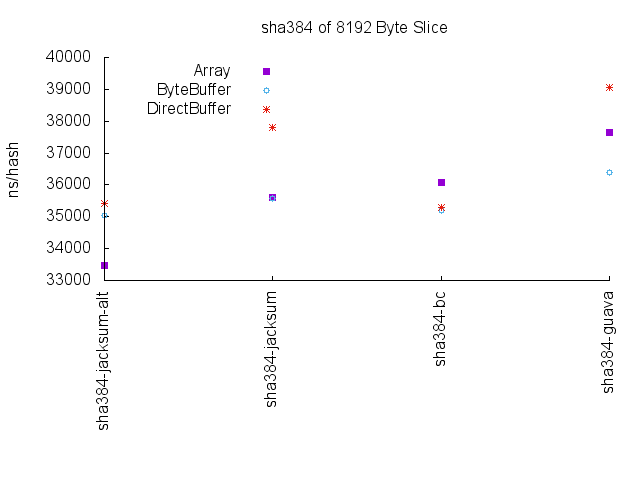 sha384 of 8192 Byte Slice
40000
39000
38000
37000
36000
35000
34000
33000
ns/hash
Array
ByteBuffer
DirectBuffer
sha384-jacksum-alt
sha384-jacksum
sha384-bc
sha384-guava